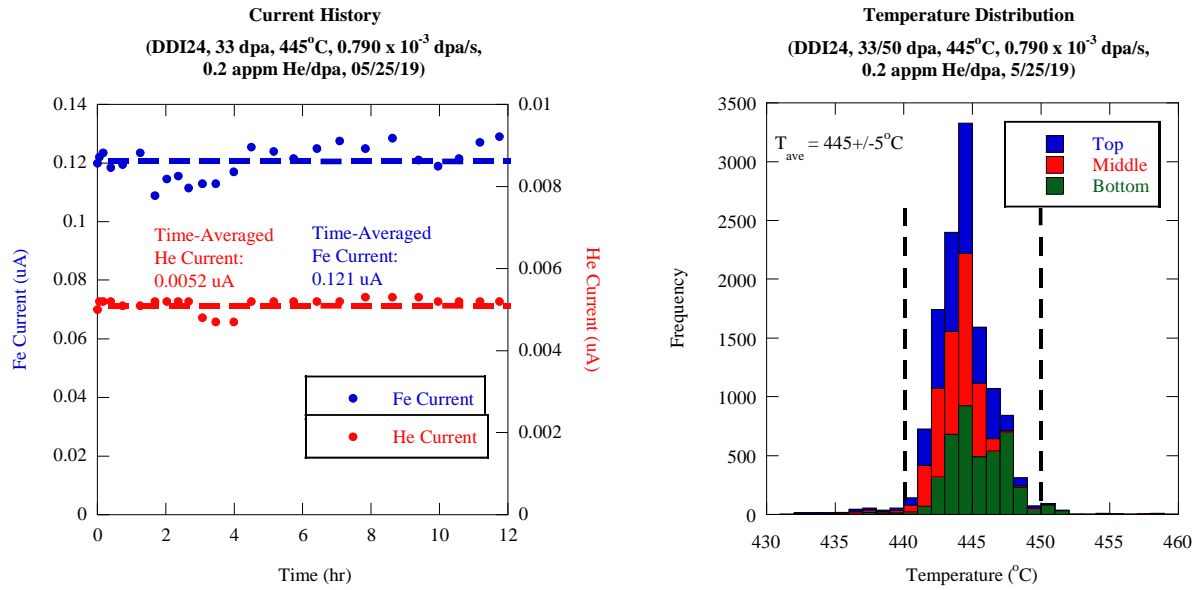 Current History
(DDI24, 33 dpa, 445°C, 0.790 x 10⁻³ dpa/s,
0.2 appm He/dpa, 05/25/19)
Fe Current (uA)
0.14
0.12
0.1
0.08
0.06
0.04
0.02
0
Time-Averaged
He Current:
0.0052 uA
Time-Averaged
Fe Current:
0.121 uA
Fe Current
He Current
0.01
0.008
0.006
0.004
0.002
0
He Current (uA)
0 2 4 6 8 10 12
Time (hr)
Temperature Distribution
(DDI24, 33/50 dpa, 445°C, 0.790 x 10⁻³ dpa/s,
0.2 appm He/dpa, 5/25/19)
Frequency
3500
3000
2500
2000
1500
1000
500
0
T_ave = 445+/-5°C
Top
Middle
Bottom
430 435 440 445 450 455 460
Temperature (°C)